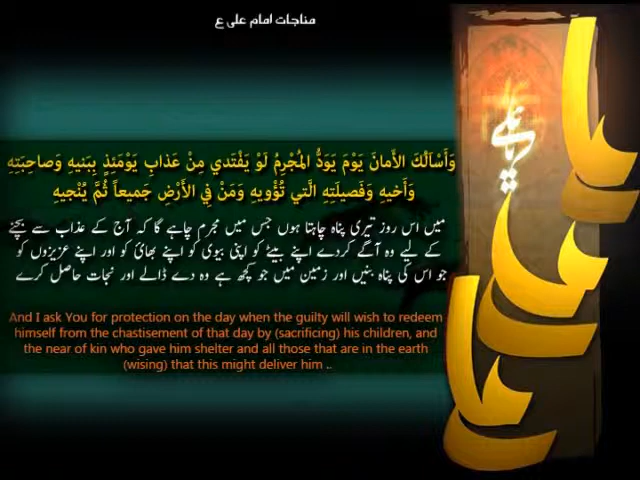 مناجات امام علی ع
وَأَسْأَلُكَ الأَمانَ يَوْمَ يَوَدُّ المُجْرِمُ لَوْ يَفْتَدي مِنْ عَذابِ يَوْمَئِذٍ بِبَنيهِ وَصاحِبَتِهِ
وَأَخيهِ وَفَصيلَتِهِ الَّتي تُؤْويهِ وَمَنْ فِي الأَرْضِ جَميعاً ثُمَّ يُنْجيهِ
میں اس روز تیری پناہ چاہتا ہوں جس میں مجرم چاہے گا کہ آج کے عذاب سے بچنے
کے لیے وہ آگے کردے اپنے بیٹے کو اپنی بیوی کو اپنے بھائ کو اور اپنے عزیزوں کو
جو اس کی پناہ بنیں اور زمین میں جو کچھ ہے وہ دے ڈالے اور نجات حاصل کرے
And I ask You for protection on the day when the guilty will wish to redeem
himself from the chastisement of that day by (sacrificing) his children, and
the near of kin who gave him shelter and all those that are in the earth
(wising) that this might deliver him ..
یا علی